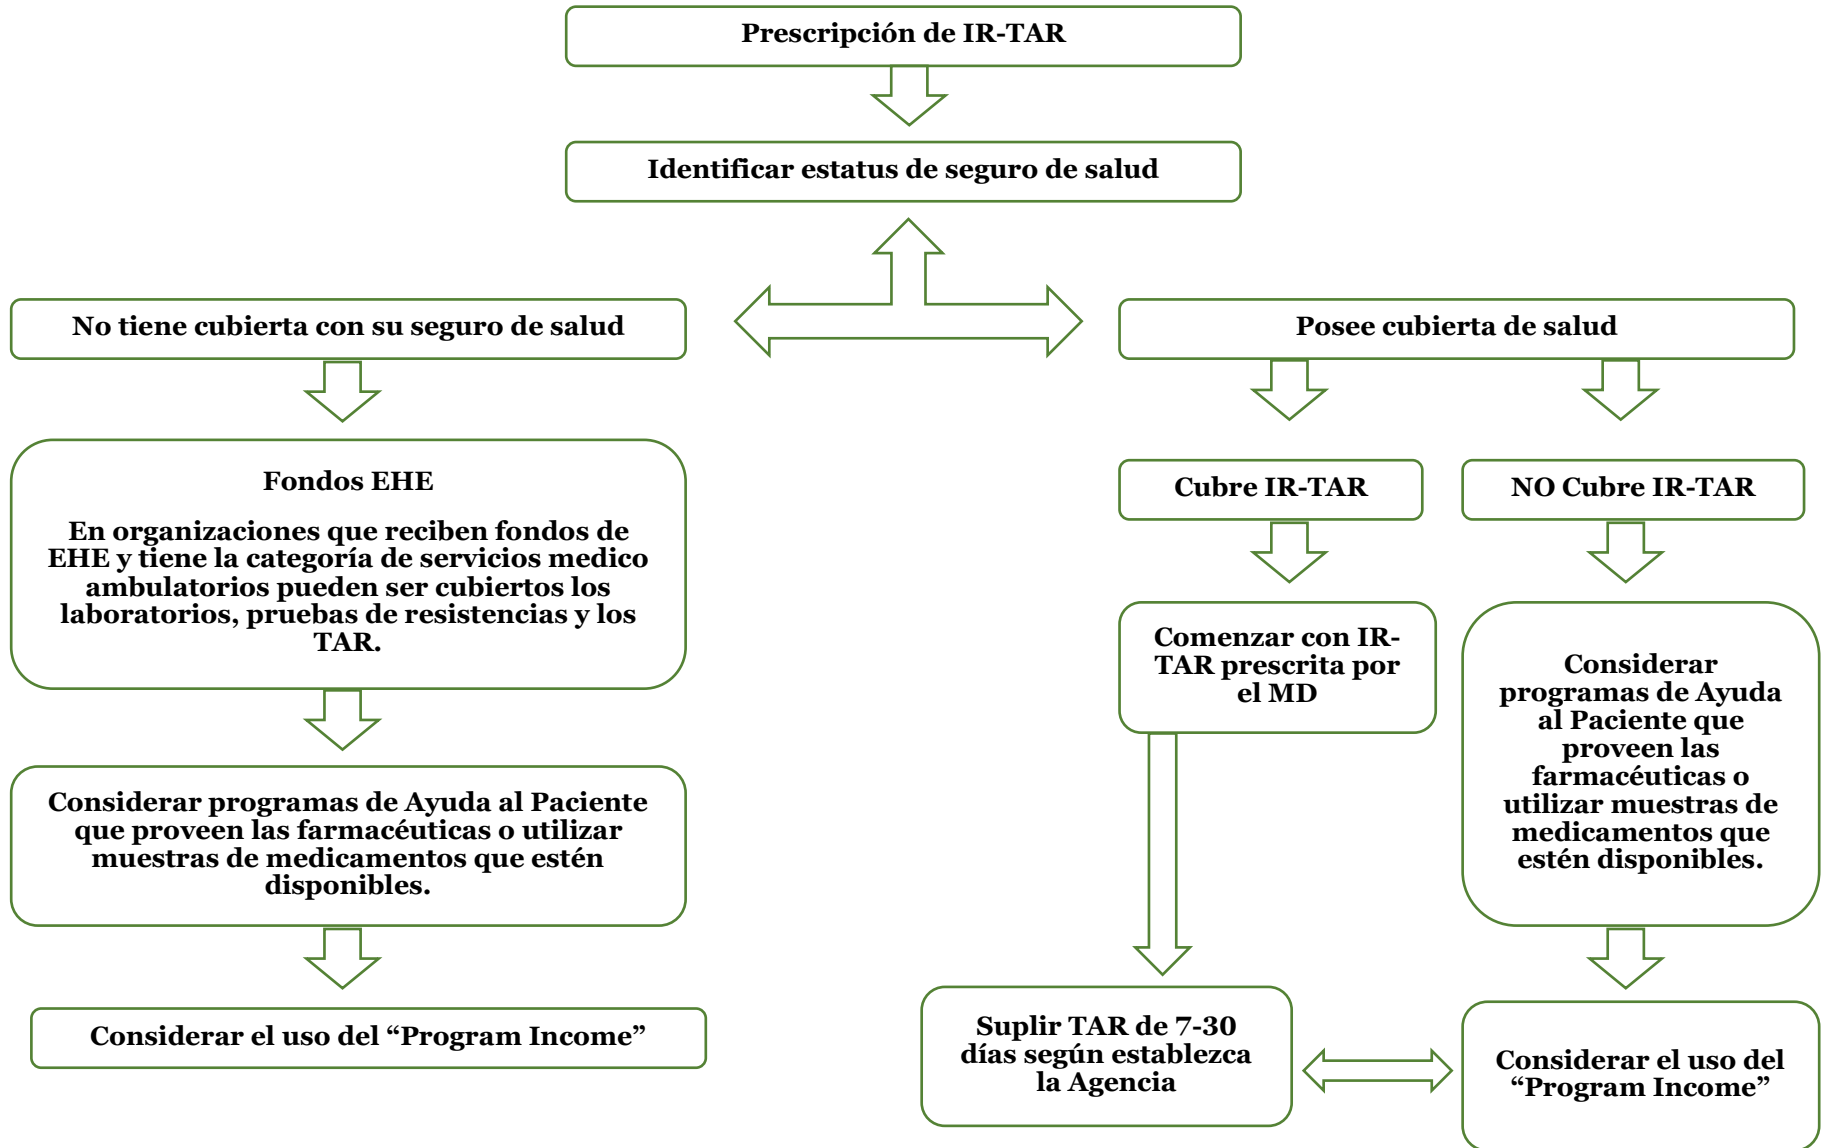 Prescripción de IR-TAR
Identificar estatus de seguro de salud
No tiene cubierta con su seguro de salud
Posee cubierta de salud
Fondos EHE
En organizaciones que reciben fondos de
EHE y tiene la categoría de servicios medico
ambulatorios pueden ser cubiertos los
laboratorios, pruebas de resistencias y los
TAR.
Considerar programas de Ayuda al Paciente
que proveen las farmacéuticas o utilizar
muestras de medicamentos que estén
disponibles.
Considerar el uso del “Program Income”
Cubre IR-TAR
Comenzar con IR-
TAR prescrita por
el MD
Suplir TAR de 7-30
días según establezca
la Agencia
NO Cubre IR-TAR
Considerar
programas de Ayuda
al Paciente que
proveen las
farmacéuticas o
utilizar muestras de
medicamentos que
estén disponibles.
Considerar el uso del
“Program Income”